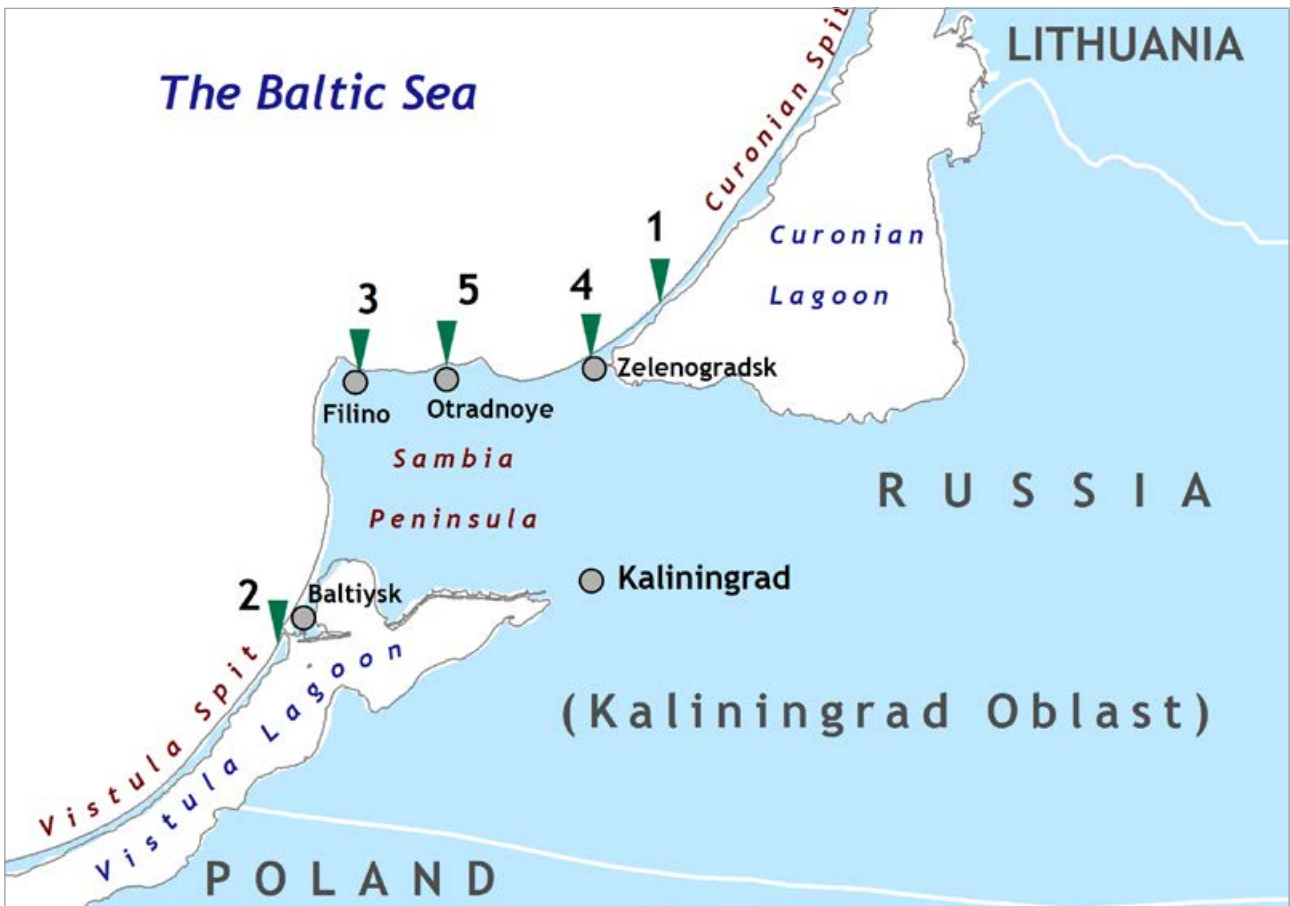 LITHUANIA
The Baltic Sea
Curonian Spit
1
Curonian
Lagoon
3
5
4
Zelenogradsk
Filino
Otradnoye
Sambia
Peninsula
RUSSIA
Kaliningrad
2
Baltiysk
Vistula Spit
Vistula Lagoon
(Kaliningrad Oblast)
POLAND